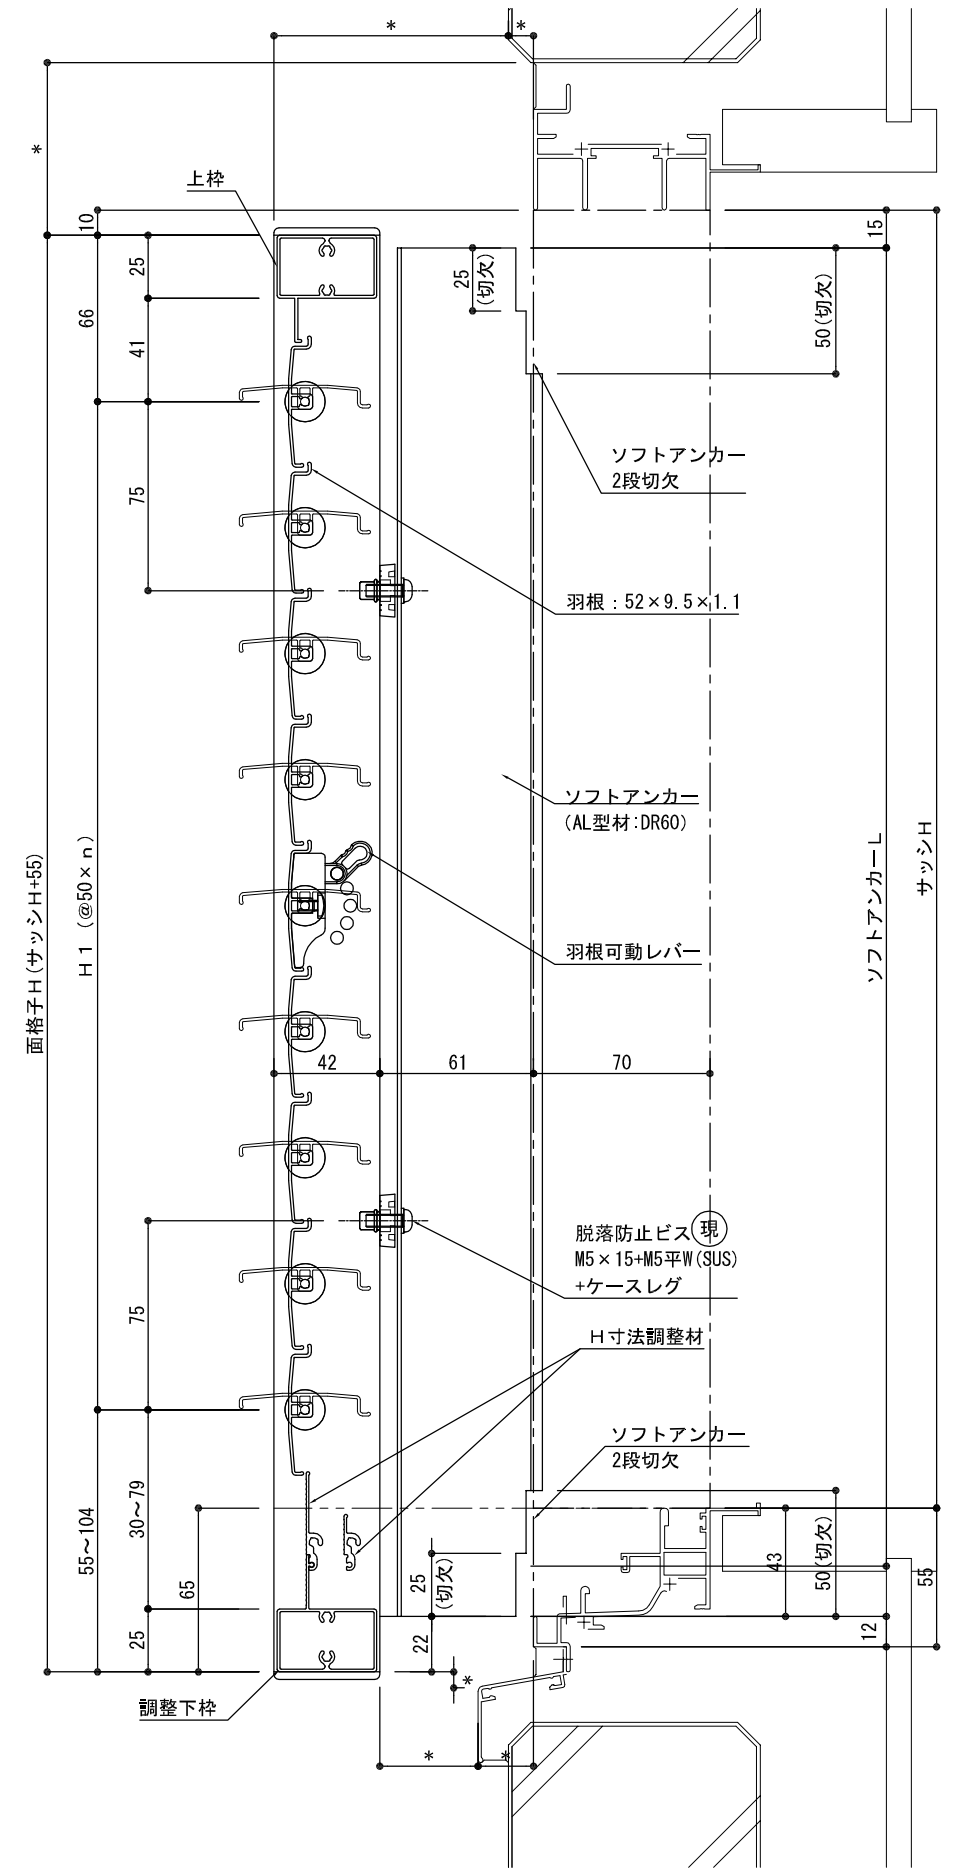 *
*
*
上枠
10
15
25
25
(切欠)
50(切欠)
66
41
ソフトアンカー
2段切欠
75
羽根：52×9.5×1.1
ソフトアンカー
(AL型材:DR60)
面格子H(サッシH+55)
H1 (@50×n)
ソフトアンカーL
サッシH
羽根可動レバー
42
61
70
脱落防止ビス 現
M5×15+M5平W(SUS)
+ケースレグ
75
H寸法調整材
ソフトアンカー
2段切欠
55～104
30～79
65
25
(切欠)
43
50(切欠)
55
25
22
12
*
調整下枠
*
*